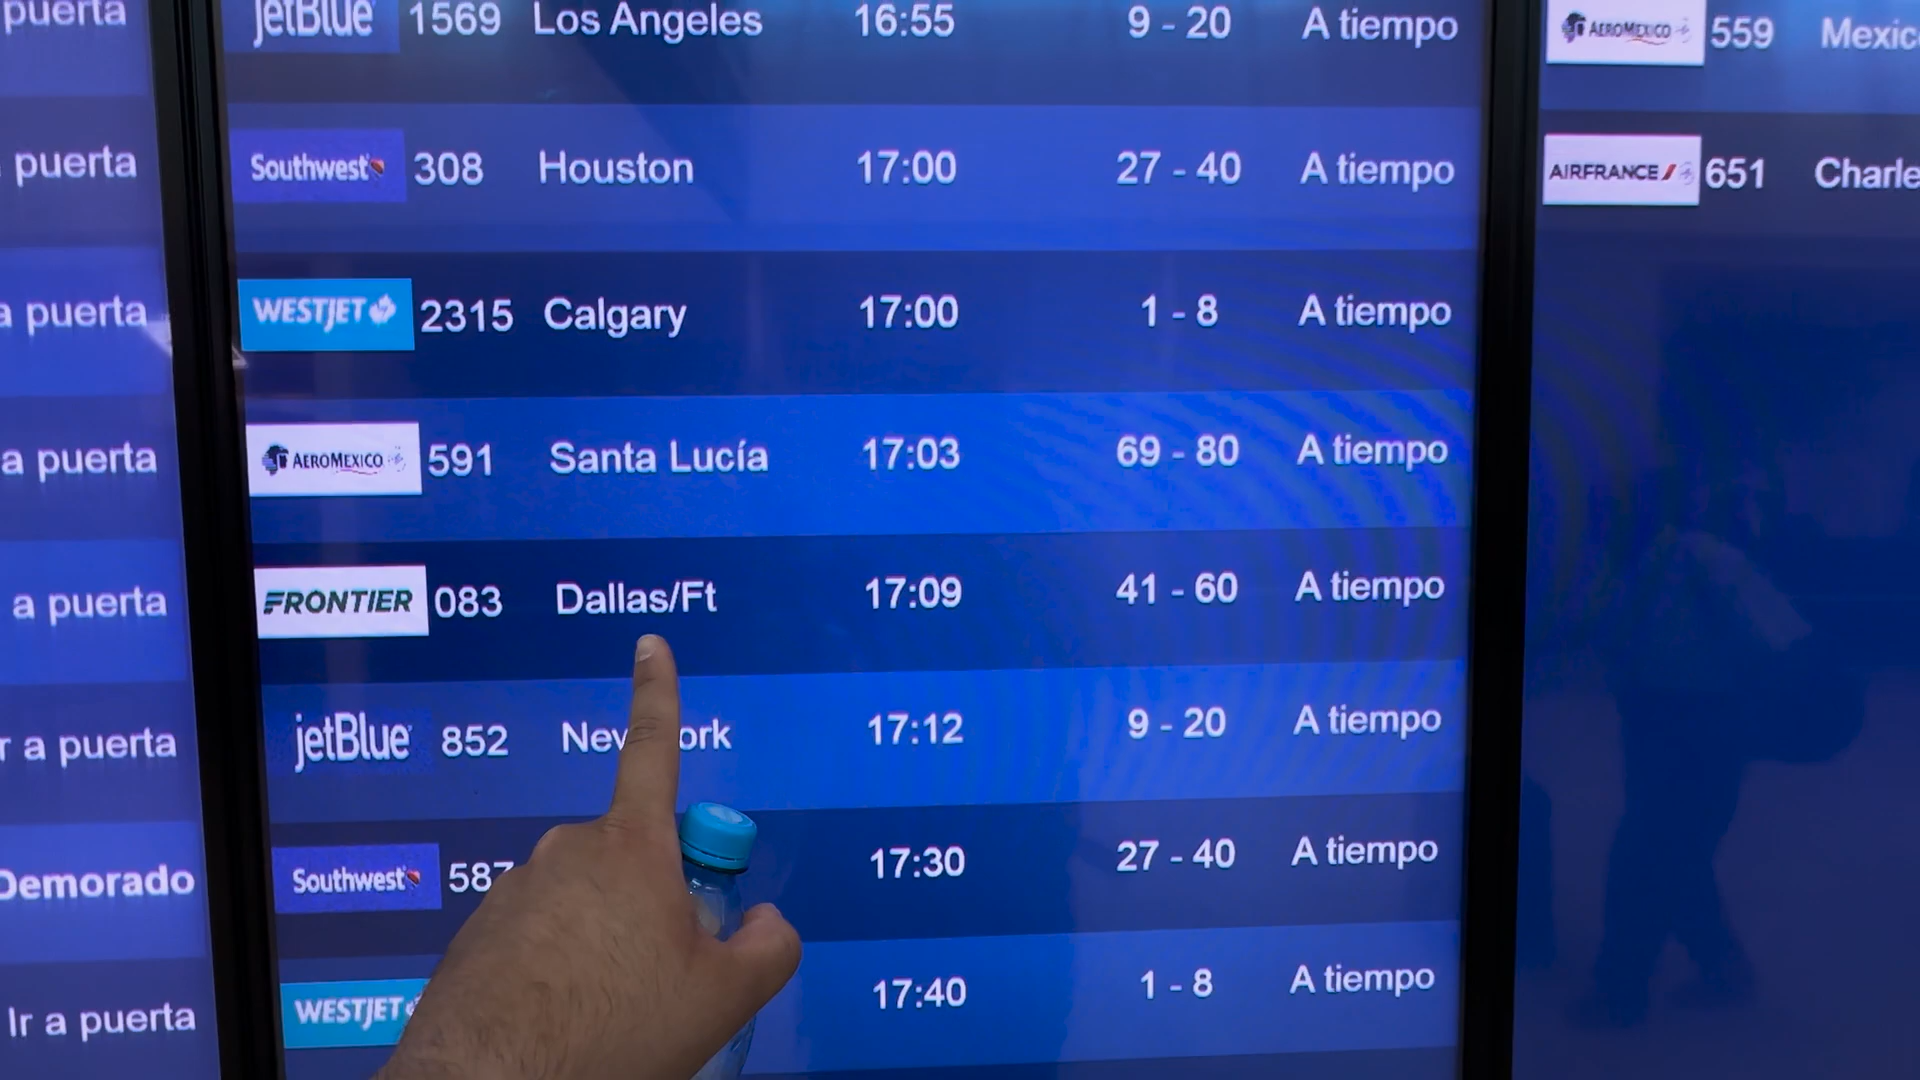 puerta
puerta
a puerta
a puerta
a puerta
r a puerta
Demorado
Ir a puerta
jetBlue 1569 Los Angeles 16:55 9 - 20 A tiempo
Southwest 308 Houston 17:00 27 - 40 A tiempo
WESTJET 2315 Calgary 17:00 1 - 8 A tiempo
AEROMEXICO 591 Santa Lucía 17:03 69 - 80 A tiempo
FRONTIER 083 Dallas/Ft 17:09 41 - 60 A tiempo
jetBlue 852 New ork 17:12 9 - 20 A tiempo
Southwest 587 17:30 27 - 40 A tiempo
WESTJET 17:40 1 - 8 A tiempo
AEROMEXICO 559 Mexic
AIRFRANCE 651 Charle